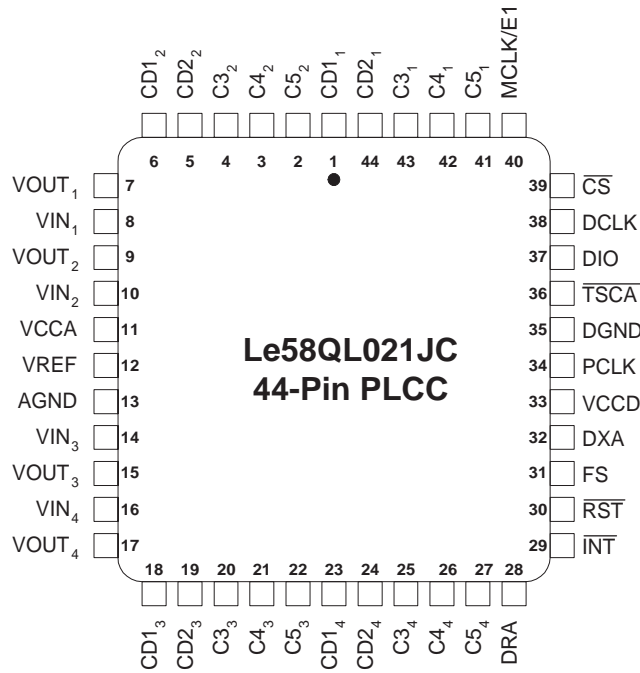 CD1₂ CD2₂ C3₂ C4₂ C5₂ CD1₁ CD2₁ C3₁ C4₁ C5₁ MCLK/E1
6 5 4 3 2 1 44 43 42 41 40
VOUT₁ 7
VIN₁ 8
VOUT₂ 9
VIN₂ 10
VCCA 11
VREF 12
AGND 13
VIN₃ 14
VOUT₃ 15
VIN₄ 16
VOUT₄ 17
Le58QL021JC
44-Pin PLCC
39 C̅S̅
38 DCLK
37 DIO
36 T̅S̅C̅A̅
35 DGND
34 PCLK
33 VCCD
32 DXA
31 FS
30 R̅S̅T̅
29 I̅N̅T̅
18 19 20 21 22 23 24 25 26 27 28
CD1₃ CD2₃ C3₃ C4₃ C5₃ CD1₄ CD2₄ C3₄ C4₄ C5₄ DRA